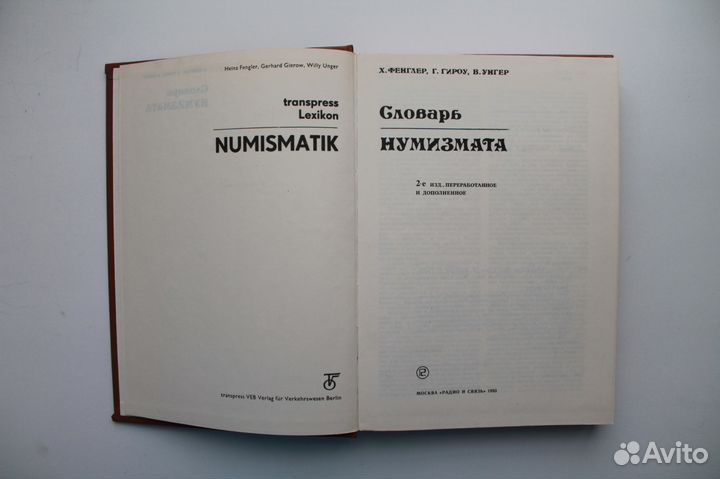 Heinz Fengler, Gerhard Gierow, Willy Unger
transpress
Lexikon
NUMISMATIK
transpress VEB Verlag für Verkehrswesen Berlin
Х. ФЕНГЛЕР, Г. ГИРОУ, В. УНГЕР
Словарь
НУМИЗМАТА
2-е ИЗД., ПЕРЕРАБОТАННОЕ
И ДОПОЛНЕННОЕ
МОСКВА «РАДИО И СВЯЗЬ» 1993
Avito